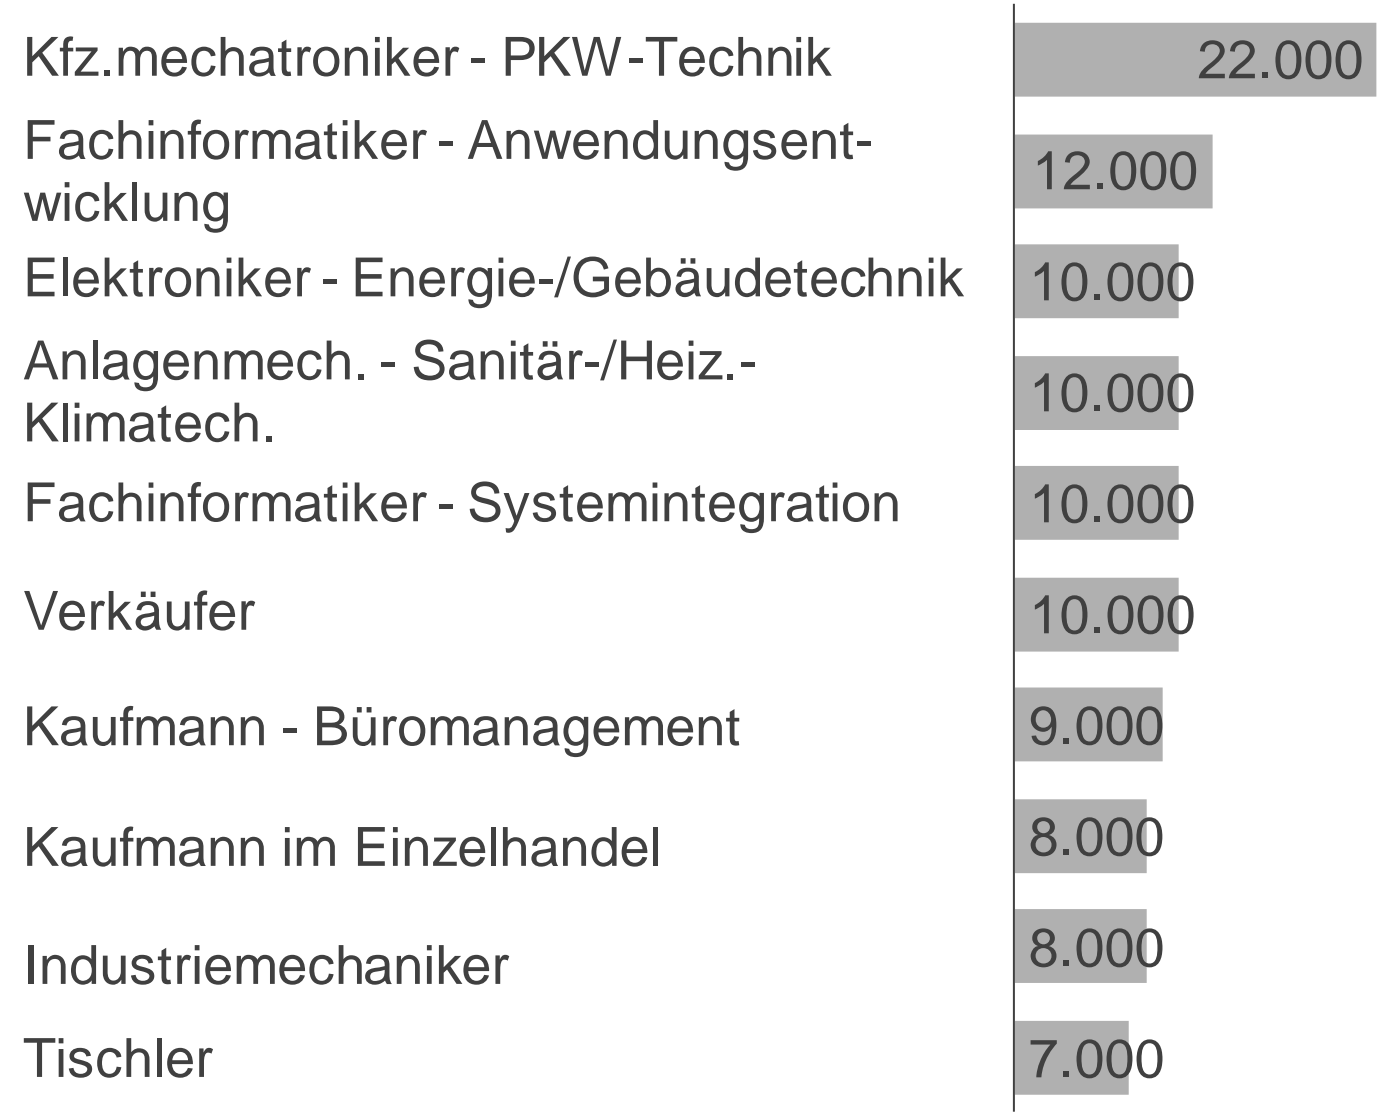 Kfz.mechatroniker - PKW-Technik 22.000
Fachinformatiker - Anwendungsent-
wicklung 12.000
Elektroniker - Energie-/Gebäudetechnik 10.000
Anlagenmech. - Sanitär-/Heiz.-
Klimatech. 10.000
Fachinformatiker - Systemintegration 10.000
Verkäufer 10.000
Kaufmann - Büromanagement 9.000
Kaufmann im Einzelhandel 8.000
Industriemechaniker 8.000
Tischler 7.000